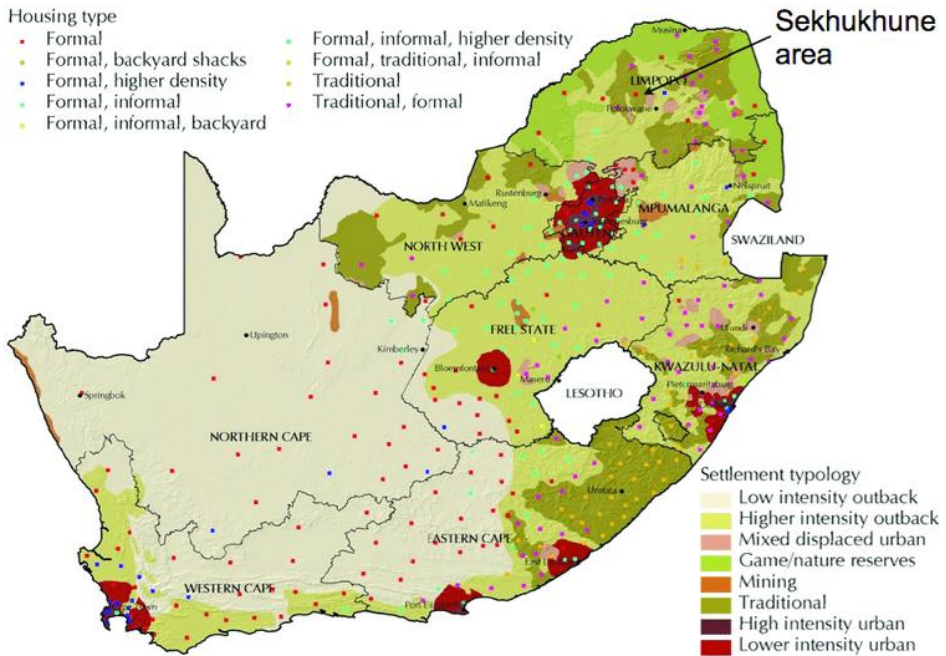 Housing type
Formal
Formal, backyard shacks
Formal, higher density
Formal, informal
Formal, informal, backyard
Formal, informal, higher density
Formal, traditional, informal
Traditional
Traditional, formal
Sekhukhune
area
Musina
LIMPOPO
Polokwane
Nelspruit
Rustenburg
MPUMALANGA
Mafikeng
NORTH WEST
SWAZILAND
FREE STATE
Upington
Kimberley
Ulundi
Richard's Bay
KWAZULU-NATAL
Bloemfontein
Maseru
LESOTHO
Pietermaritzburg
Springbok
NORTHERN CAPE
Umtata
EASTERN CAPE
WESTERN CAPE
Settlement typology
Low intensity outback
Higher intensity outback
Mixed displaced urban
Game/nature reserves
Mining
Traditional
High intensity urban
Lower intensity urban